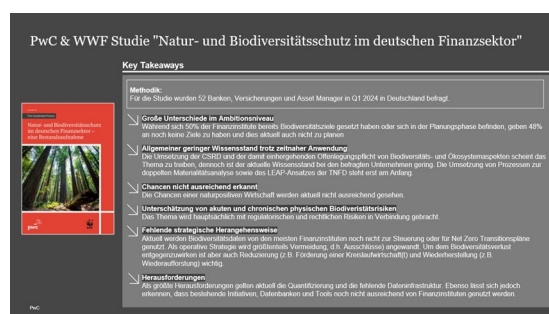 PwC & WWF Studie "Natur- und Biodiversitätsschutz im deutschen Finanzsektor"
Key Takeaways
Methodik:
Für die Studie wurden 52 Banken, Versicherungen und Asset Manager in Q1 2024 in Deutschland befragt.
Große Unterschiede im Ambitionsniveau
Während sich 50% der Finanzinstitute bereits Biodiversitätsziele gesetzt haben oder sich in der Planungsphase befinden, geben 48%
an noch keine Ziele zu haben und dies aktuell auch nicht zu planen
Allgemeiner geringer Wissensstand trotz zeitnaher Anwendung
Die Umsetzung der CSRD und der damit einhergehenden Offenlegungspflicht von Biodiversitäts- und Ökosystemaspekten scheint das
Thema zu treiben, dennoch ist der aktuelle Wissensstand bei den befragten Unternehmen gering. Die Umsetzung von Prozessen zur
doppelten Materialitätsanalyse sowie des LEAP-Ansatzes der TNFD steht erst am Anfang.
Chancen nicht ausreichend erkannt
Die Chancen einer naturpositiven Wirtschaft werden aktuell nicht ausreichend gesehen.
Unterschätzung von akuten und chronischen physischen Biodiveristätsrisiken
Das Thema wird hauptsächlich mit regulatorischen und rechtlichen Risiken in Verbindung gebracht.
Fehlende strategische Herangehensweise
Aktuell werden Biodiversitätsdaten von den meisten Finanzinstituten noch nicht zur Steuerung oder für Net Zero Transitionspläne
genutzt. Als operative Strategie wird größtenteils Vermeidung, d.h. Ausschlüsse) angewandt. Um dem Biodiversitätsverlust
entgegenzuwirken ist aber auch Reduzierung (z.B. Förderung einer Kreislaufwirtschaft(t) und Wiederherstellung (z.B.
Wiederaufforstung) wichtig.
Herausforderungen
Als größte Herausforderungen gelten aktuell die Quantifizierung und die fehlende Dateninfrastruktur. Ebenso lässt sich jedoch
erkennen, dass bestehende Initiativen, Datenbanken und Tools noch nicht ausreichend von Finanzinstituten genutzt werden.
Natur- und Biodiversitätsschutz
im deutschen Finanzsektor –
eine Bestandsaufnahme
pwc
WWF
PwC